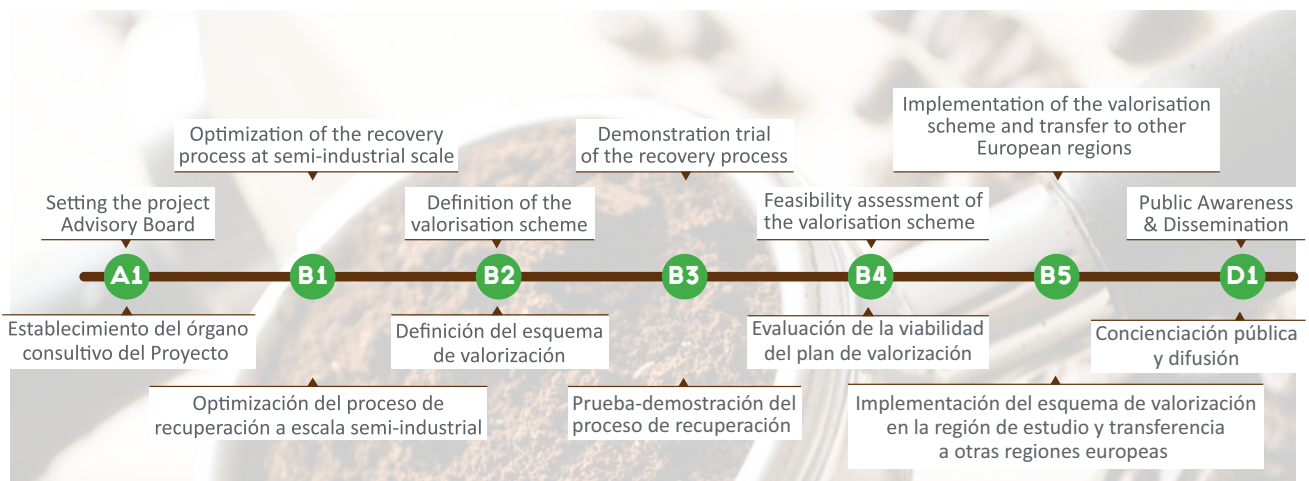 Implementation of the valorisation
scheme and transfer to other
European regions
Optimization of the recovery
process at semi-industrial scale
Demonstration trial
of the recovery process
Setting the project
Advisory Board
Definition of the
valorisation scheme
Feasibility assessment of
the valorisation scheme
Public Awareness
& Dissemination
A1
B1
B2
B3
B4
B5
D1
Establecimiento del órgano
consultivo del Proyecto
Definición del esquema
de valorización
Evaluación de la viabilidad
del plan de valorización
Concienciación pública
y difusión
Optimización del proceso de
recuperación a escala semi-industrial
Prueba-demostración del
proceso de recuperación
Implementación del esquema de valorización
en la región de estudio y transferencia
a otras regiones europeas